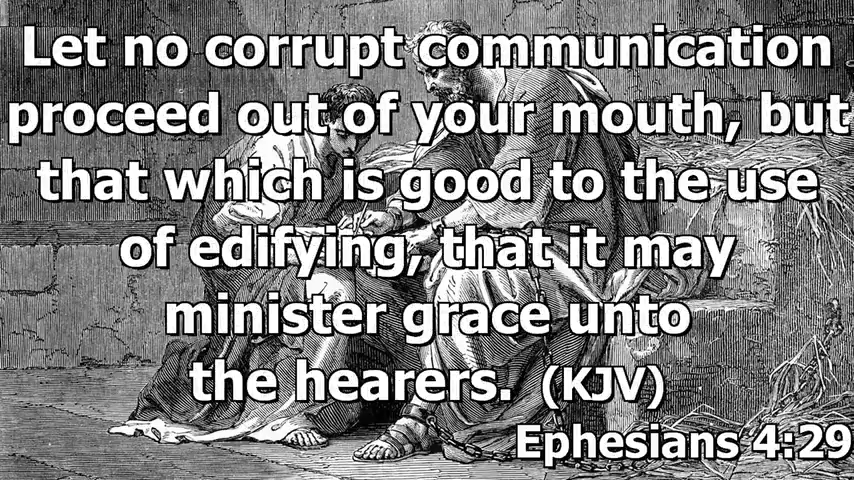 Let no corrupt communication
proceed out of your mouth, but
that which is good to the use
of edifying, that it may
minister grace unto
the hearers. (KJV)
Ephesians 4:29